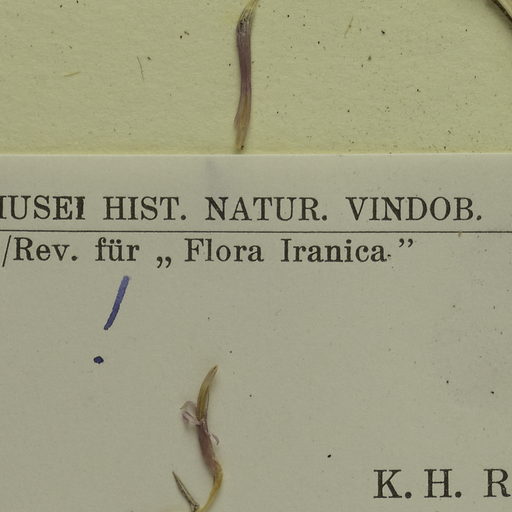 MUSEI HIST. NATUR. VINDOB.
/Rev. für „Flora Iranica"
!
K. H. R